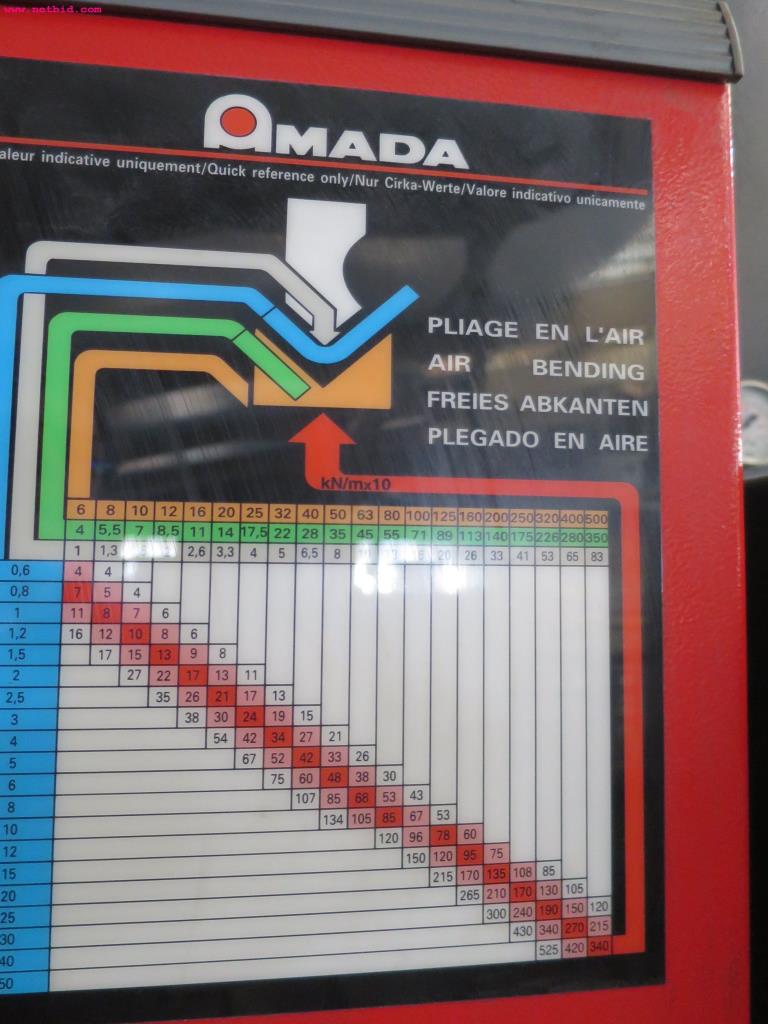 www.netbid.com
AMADA
aleur indicative uniquement/Quick reference only/Nur Cirka-Werte/Valore indicativo unicamente
PLIAGE EN L'AIR
AIR BENDING
FREIES ABKANTEN
PLEGADO EN AIRE
kN/mx10
6 8 10 12 16 20 25 32 40 50 63 80 100 125 160 200 250 320 400 500
4 5,5 7 8,5 11 14 17,5 22 28 35 45 55 71 89 113 140 175 226 280 350
1 1,3 2,6 3,3 4 5 6,5 8 20 26 33 41 53 65 83
0,6 4 4
0,8 7 5 4
1 11 8 7 6
1,2 16 12 10 8 6
1,5 17 15 13 9 8
2 27 22 17 13 11
2,5 35 26 21 17 13
3 38 30 24 19 15
4 54 42 34 27 21
5 67 52 42 33 26
6 75 60 48 38 30
8 107 85 68 53 43
10 134 105 85 67 53
12 120 96 78 60
15 150 120 95 75
20 215 170 135 108 85
25 265 210 170 130 105
30 300 240 190 150 120
40 430 340 270 215
50 525 420 340